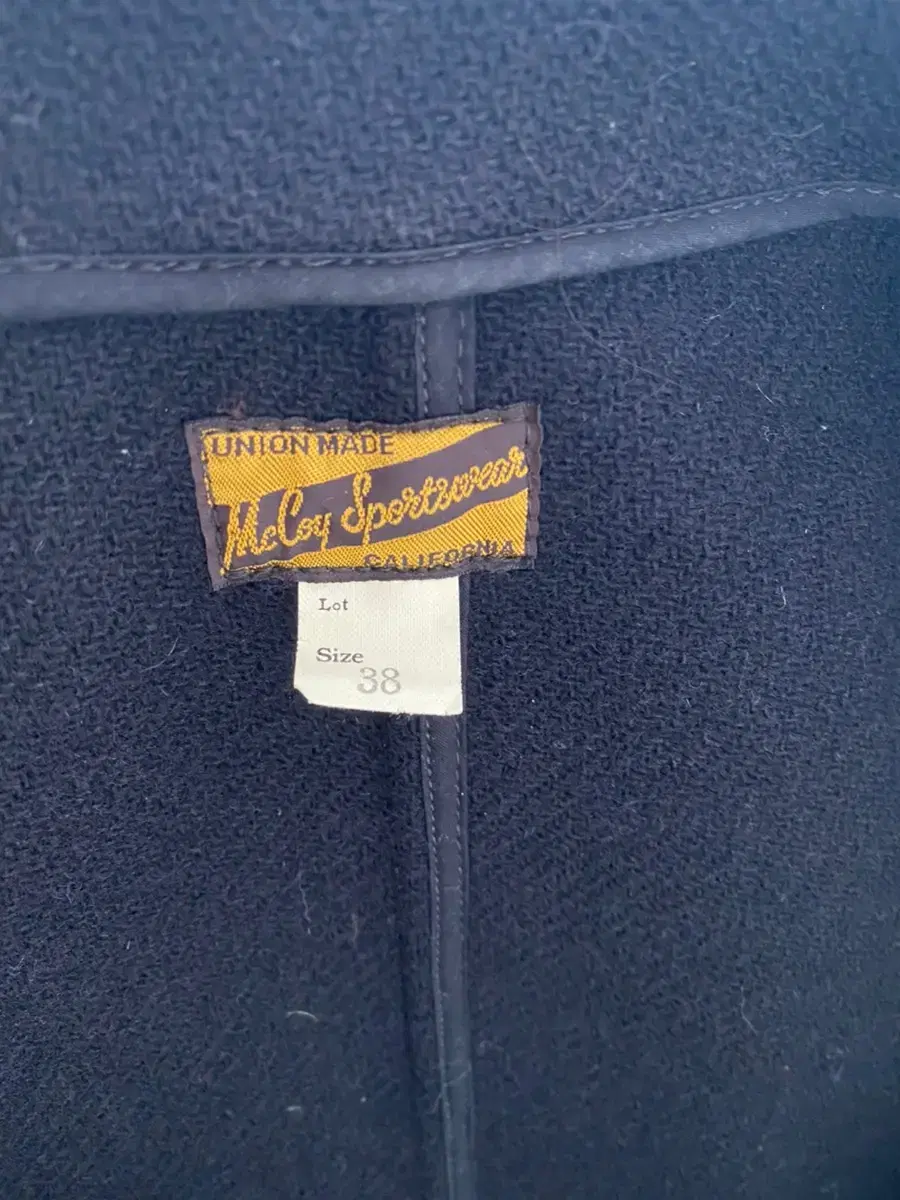 UNION MADE
McCoy Sportswear
CALIFORNIA
Lot
Size
38